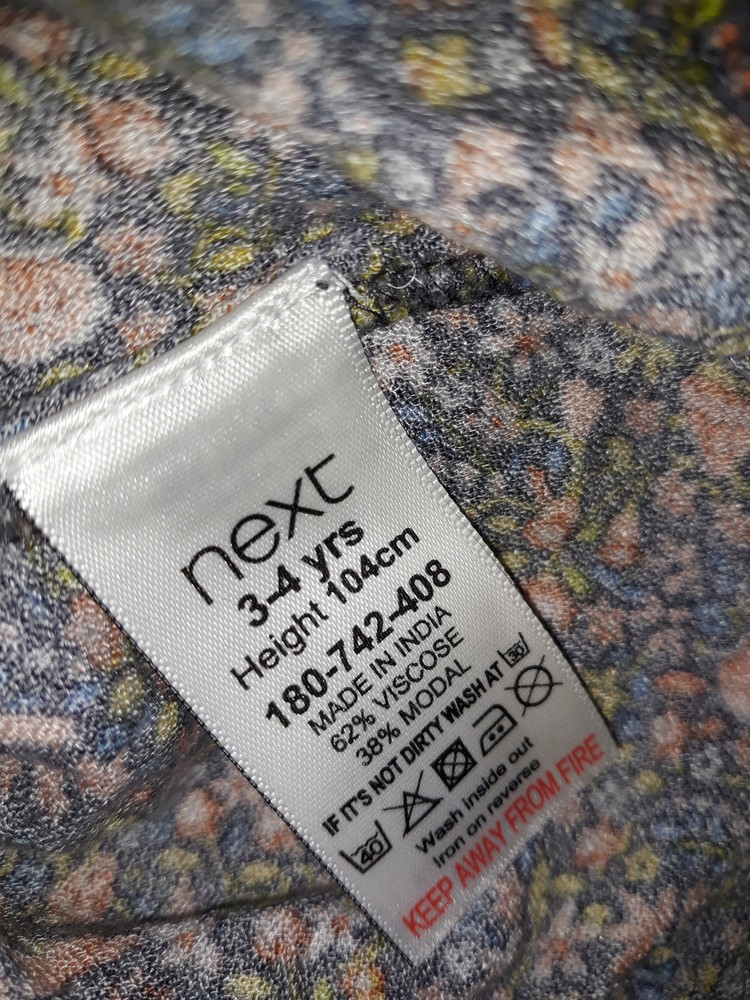 next
3-4 yrs
Height 104cm
180-742-408
MADE IN INDIA
62% VISCOSE
38% MODAL
IF IT'S NOT DIRTY WASH AT 30
40
Wash inside out
Iron on reverse
KEEP AWAY FROM FIRE